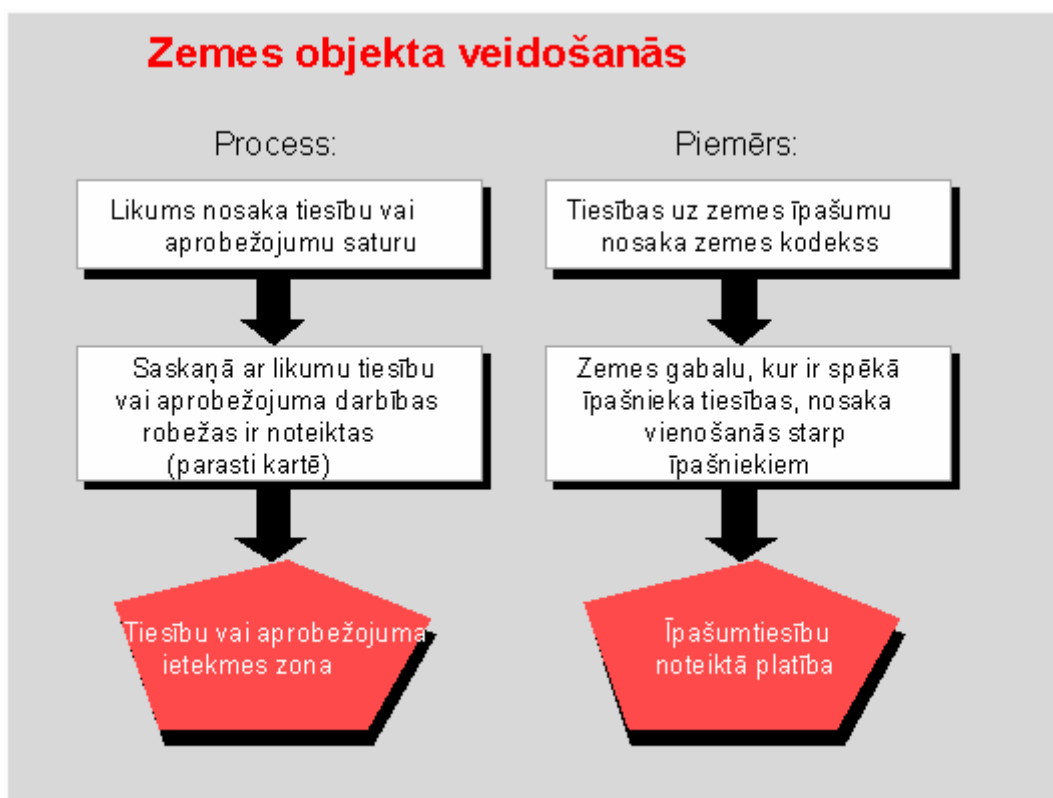 Zemes objekta veidošanās
Process:
Likums nosaka tiesību vai
aprobežojumu saturu
Saskaņā ar likumu tiesību
vai aprobežojuma darbības
robežas ir noteiktas
(parasti kartē)
Tiesību vai aprobežojuma
ietekmes zona
Piemērs:
Tiesības uz zemes īpašumu
nosaka zemes kodekss
Zemes gabalu, kur ir spēkā
īpašnieka tiesības, nosaka
vienošanās starp
īpašniekiem
Īpašumtiesību
noteiktā platība